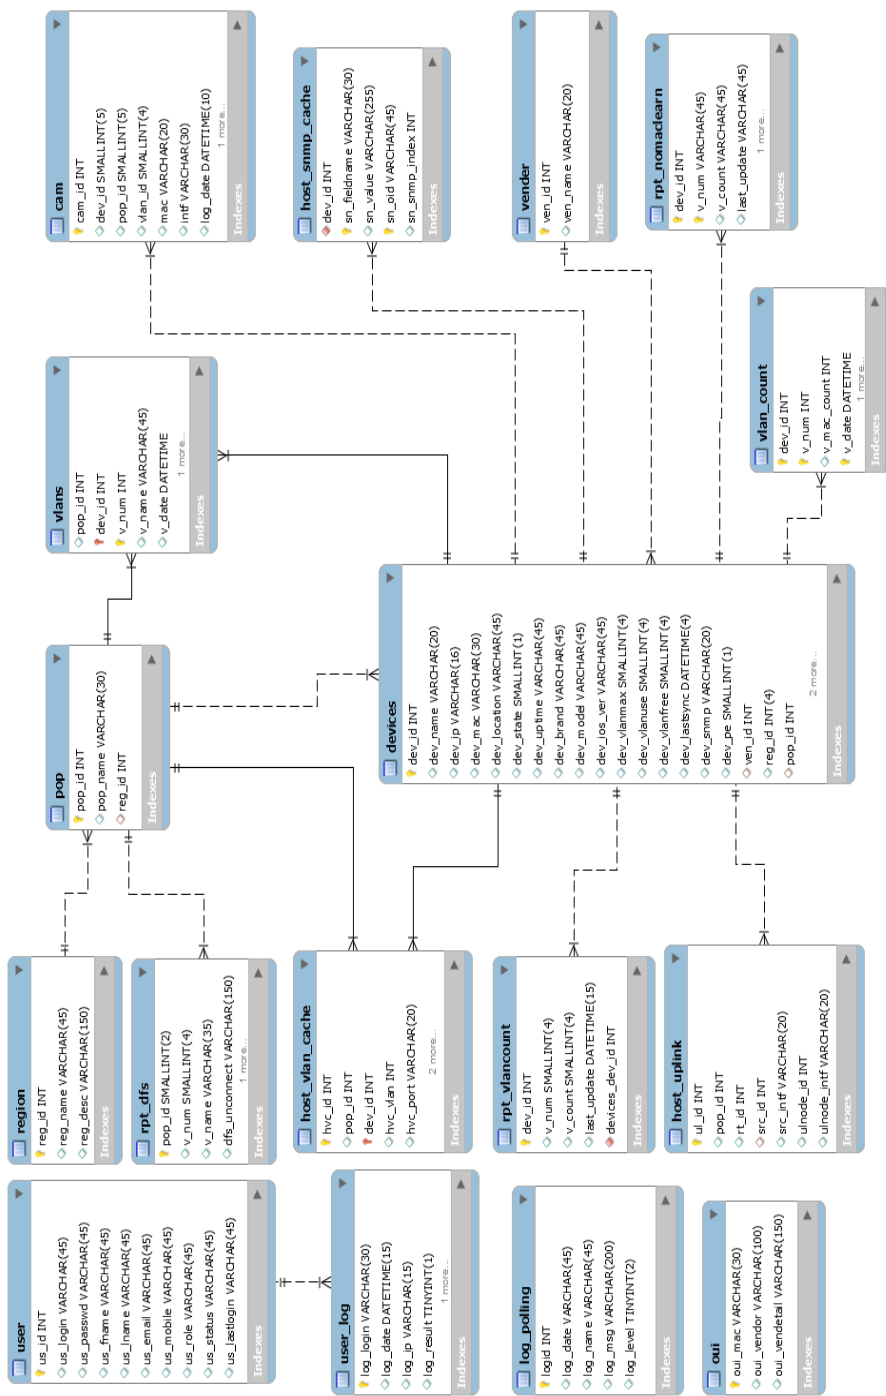 user
us_id INT
us_login VARCHAR(45)
us_passwd VARCHAR(45)
us_fname VARCHAR(45)
us_lname VARCHAR(45)
us_email VARCHAR(45)
us_mobile VARCHAR(45)
us_role VARCHAR(45)
us_status VARCHAR(45)
us_lastlogin VARCHAR(45)
Indexes
user_log
log_login VARCHAR(30)
log_date DATETIME(15)
log_ip VARCHAR(15)
log_result TINYINT(1)
1 more...
Indexes
log_polling
logid INT
log_date VARCHAR(45)
log_name VARCHAR(45)
log_msg VARCHAR(200)
log_level TINYINT(2)
Indexes
oui
oui_mac VARCHAR(30)
oui_vendor VARCHAR(100)
oui_vendetail VARCHAR(150)
Indexes
region
reg_id INT
reg_name VARCHAR(45)
reg_desc VARCHAR(150)
Indexes
rpt_dfs
pop_id SMALLINT(2)
v_num SMALLINT(4)
v_name VARCHAR(35)
dfs_unconnect VARCHAR(150)
1 more...
Indexes
host_vlan_cache
hvc_id INT
pop_id INT
dev_id INT
hvc_vlan INT
hvc_port VARCHAR(20)
2 more...
Indexes
rpt_vlancount
dev_id INT
v_num SMALLINT(4)
v_count SMALLINT(4)
last_update DATETIME(15)
devices_dev_id INT
Indexes
host_uplink
ul_id INT
pop_id INT
rt_id INT
src_id INT
src_intf VARCHAR(20)
ulnode_id INT
ulnode_intf VARCHAR(20)
Indexes
pop
pop_id INT
pop_name VARCHAR(30)
reg_id INT
Indexes
devices
dev_id INT
dev_name VARCHAR(20)
dev_ip VARCHAR(16)
dev_mac VARCHAR(30)
dev_location VARCHAR(45)
dev_state SMALLINT(1)
dev_uptime VARCHAR(45)
dev_brand VARCHAR(45)
dev_model VARCHAR(45)
dev_ios_ver VARCHAR(45)
dev_vlanmax SMALLINT(4)
dev_vlanuse SMALLINT(4)
dev_vlanfree SMALLINT(4)
dev_lastsync DATETIME(4)
dev_snmp VARCHAR(20)
dev_pe SMALLINT(1)
ven_id INT
reg_id INT(4)
pop_id INT
2 more...
Indexes
vlans
pop_id INT
dev_id INT
v_num INT
v_name VARCHAR(45)
v_date DATETIME
1 more...
Indexes
vlan_count
dev_id INT
v_num INT
v_mac_count INT
v_date DATETIME
1 more...
Indexes
cam
cam_id INT
dev_id SMALLINT(5)
pop_id SMALLINT(5)
vlan_id SMALLINT(4)
mac VARCHAR(20)
intf VARCHAR(30)
log_date DATETIME(10)
1 more...
Indexes
host_snmp_cache
dev_id INT
sn_fieldname VARCHAR(30)
sn_value VARCHAR(255)
sn_oid VARCHAR(45)
sn_snmp_index INT
Indexes
vender
ven_id INT
ven_name VARCHAR(20)
Indexes
rpt_nomaclearn
dev_id INT
v_num VARCHAR(45)
v_count VARCHAR(45)
last_update VARCHAR(45)
1 more...
Indexes